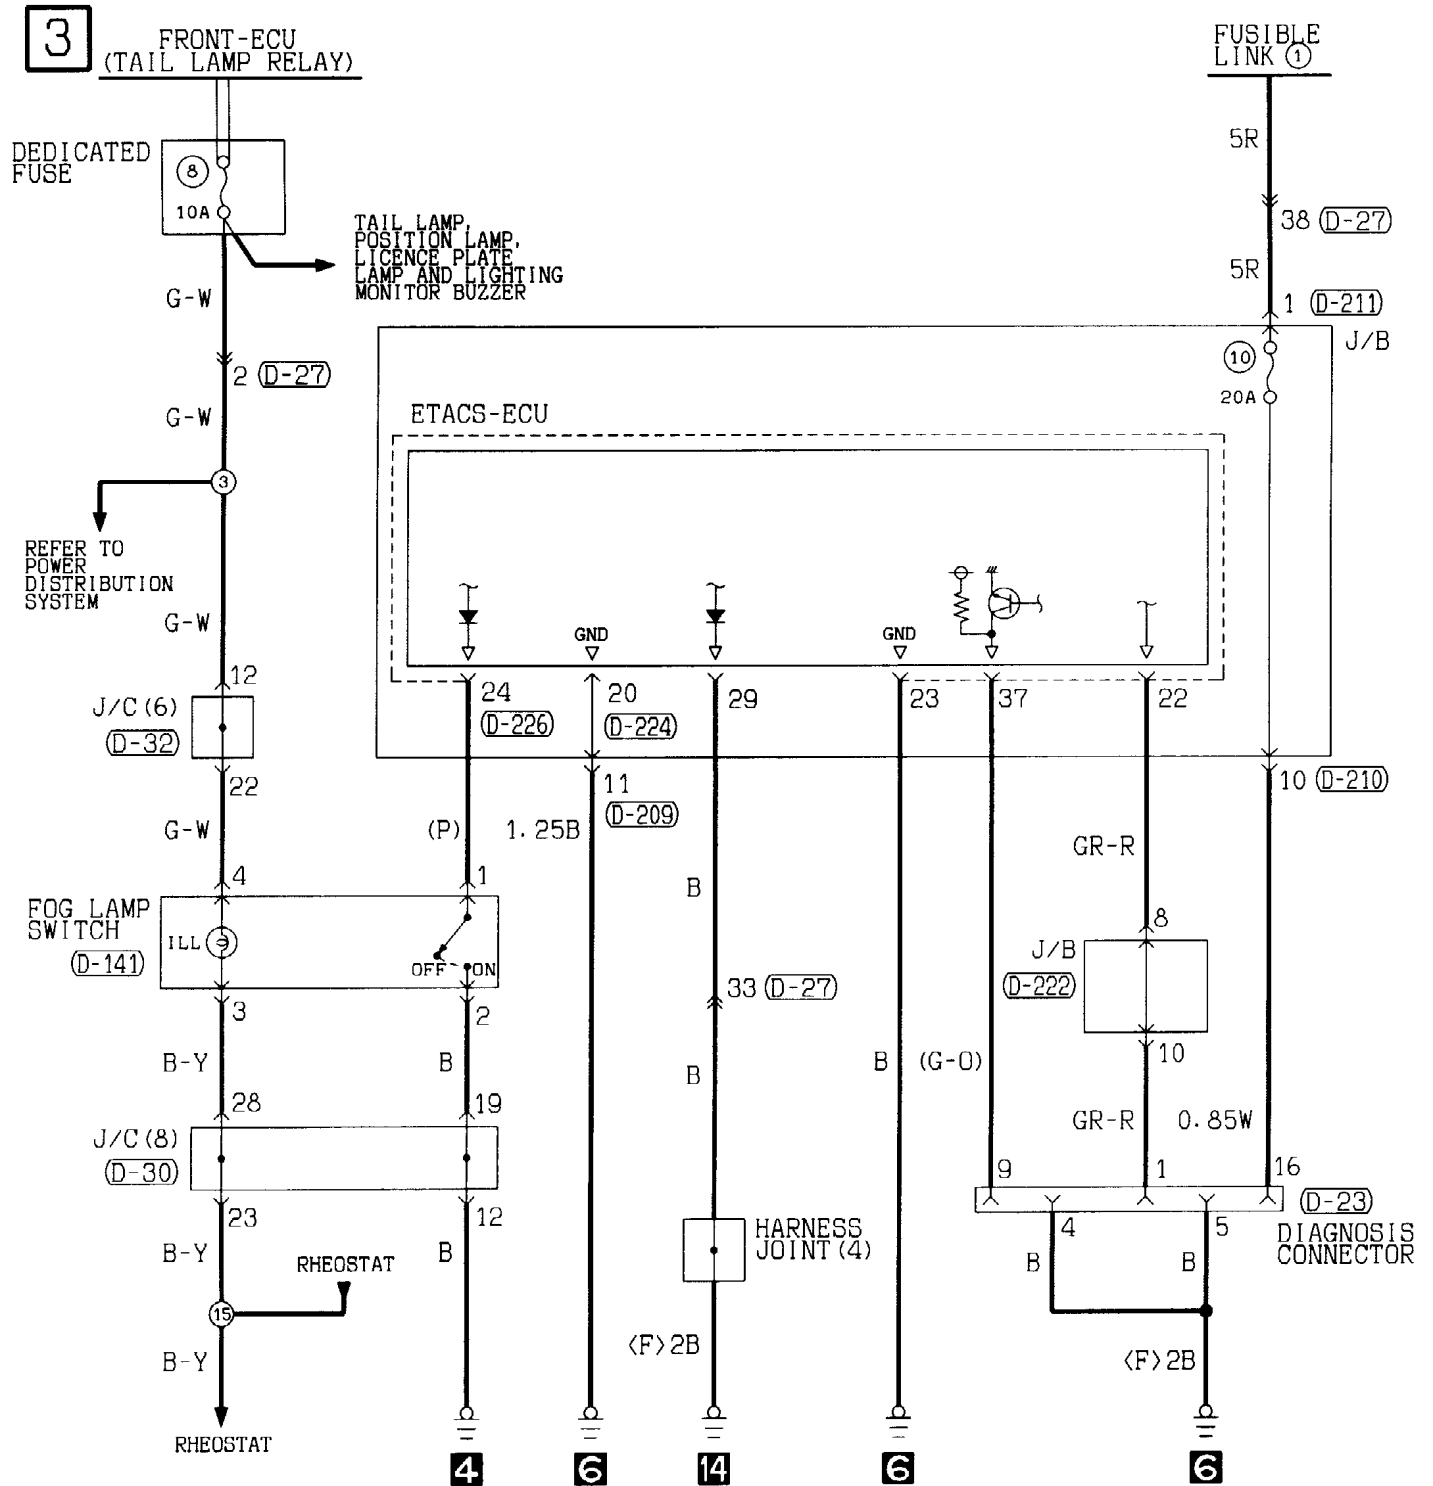 3
FRONT-ECU
(TAIL LAMP RELAY)
FUSIBLE
LINK ①
DEDICATED
FUSE
8
10A
TAIL LAMP,
POSITION LAMP,
LICENCE PLATE
LAMP AND LIGHTING
MONITOR BUZZER
5R
38 (D-27)
5R
1 (D-211)
G-W
2 (D-27)
G-W
J/B
10
20A
ETACS-ECU
3
REFER TO
POWER
DISTRIBUTION
SYSTEM
G-W
GND
GND
12
J/C(6)
(D-32)
22
24
(D-226)
20
(D-224)
29
23
37
22
11
(D-209)
10 (D-210)
G-W
(P)
1.25B
GR-R
B
4
1
8
FOG LAMP
SWITCH
(D-141)
ILL
OFF
ON
J/B
(D-222)
33 (D-27)
3
2
10
B-Y
B
B
B
(G-O)
GR-R
0.85W
28
19
J/C(8)
(D-30)
9
1
16
(D-23)
DIAGNOSIS
CONNECTOR
23
12
4
5
HARNESS
JOINT(4)
B-Y
RHEOSTAT
B
B
B
15
B-Y
<F>2B
<F>2B
RHEOSTAT
4
6
14
6
6